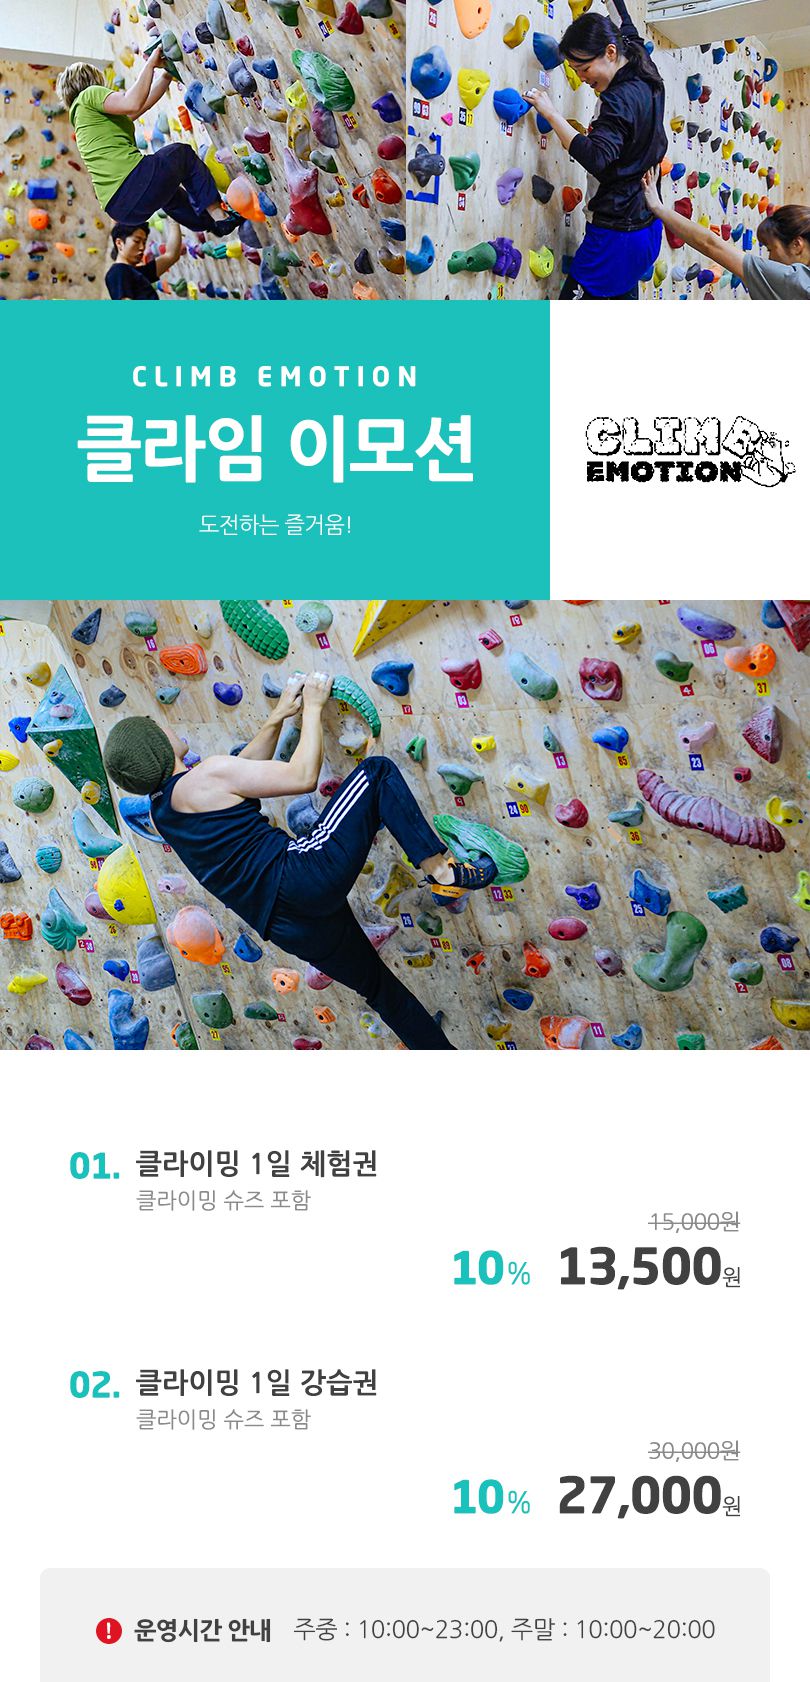 CLIMB EMOTION
클라임 이모션
도전하는 즐거움!
CLIMB
EMOTION
01. 클라이밍 1일 체험권
클라이밍 슈즈 포함
15,000원
10% 13,500원
02. 클라이밍 1일 강습권
클라이밍 슈즈 포함
30,000원
10% 27,000원
! 운영시간 안내 주중 : 10:00~23:00, 주말 : 10:00~20:00